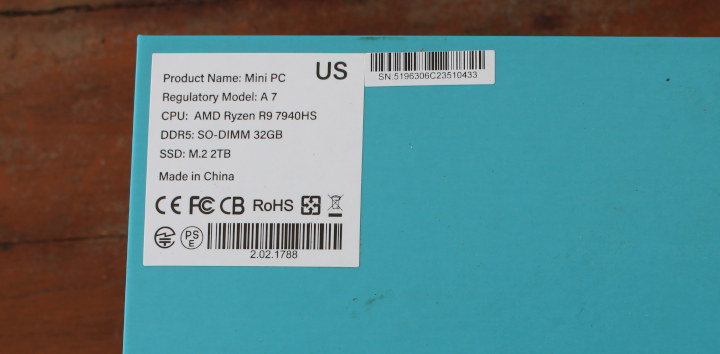 Product Name: Mini PC
US
Regulatory Model: A 7
CPU: AMD Ryzen R9 7940HS
DDR5: SO-DIMM 32GB
SSD: M.2 2TB
Made in China
CE FC CB RoHS
PS
E
2.02.1788
SN:5196306C23510433